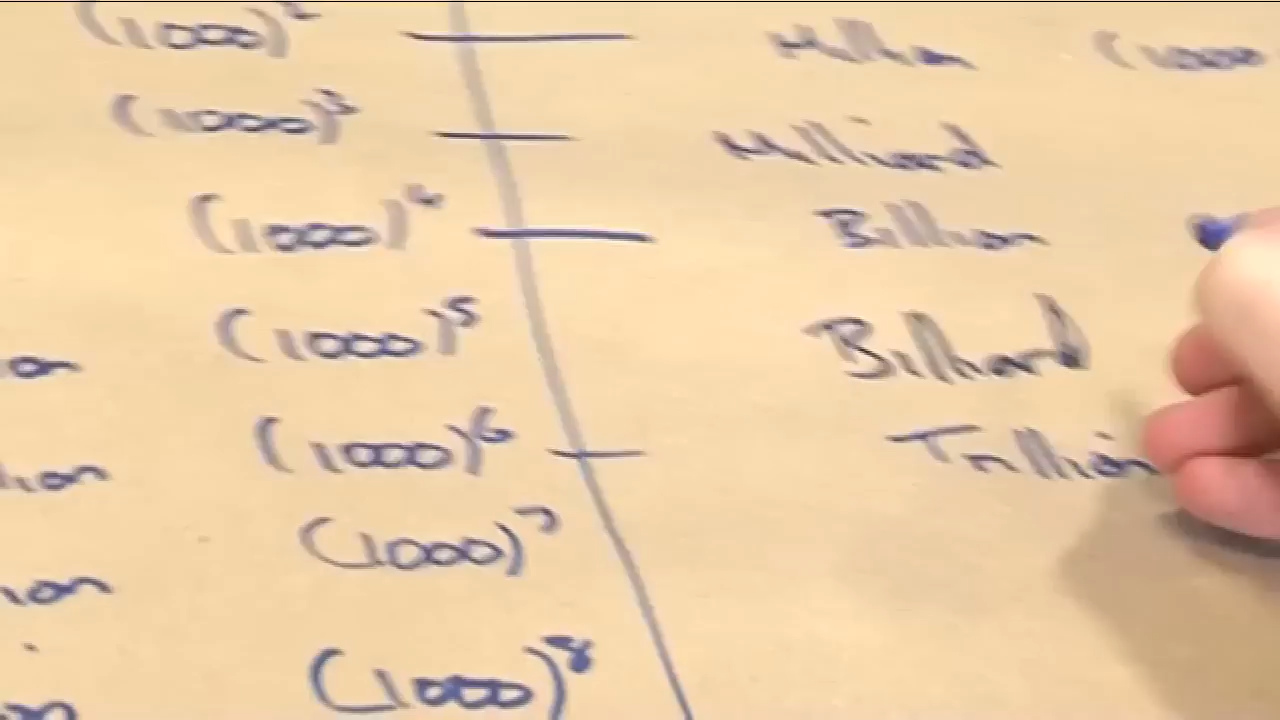 (1000)² — Million (1000
(1000)³ — Milliard
(1000)⁴ — Billion
(1000)⁵ Billiard
(1000)⁶ — Trillion
(1000)⁷
(1000)⁸